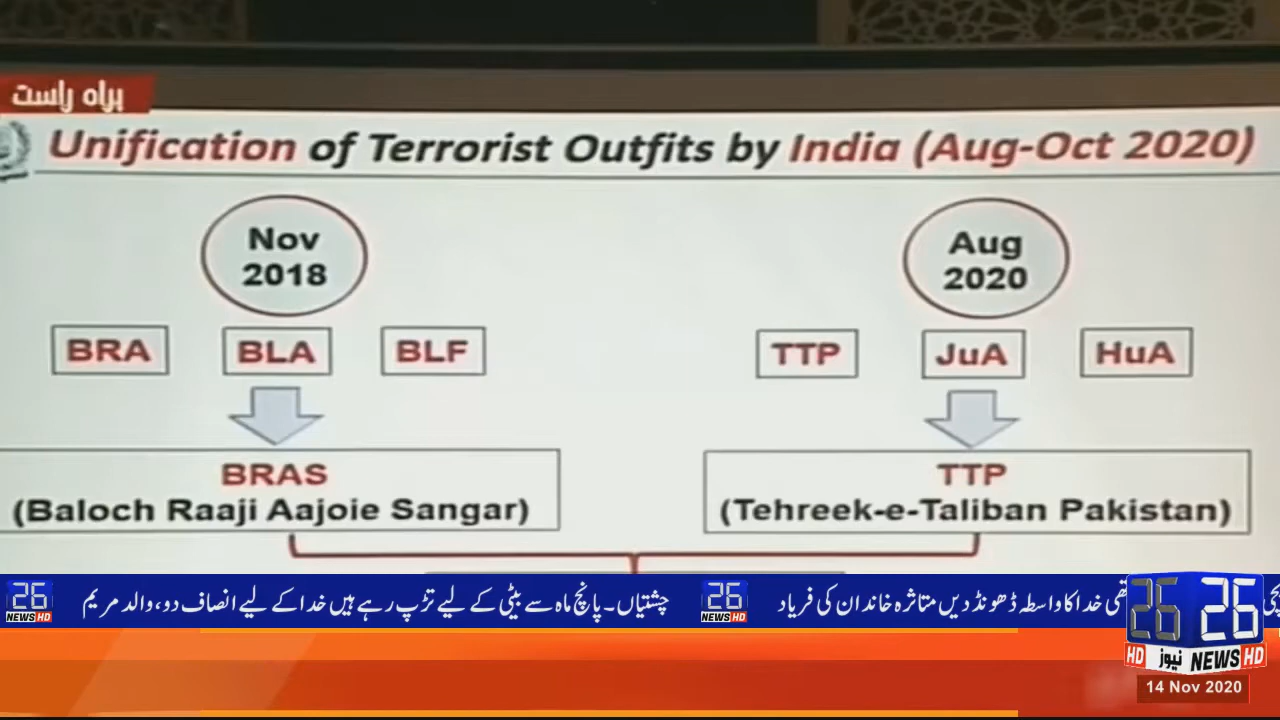 براہ راست
Unification of Terrorist Outfits by India (Aug-Oct 2020)
Nov
2018
Aug
2020
BRA
BLA
BLF
TTP
JuA
HuA
BRAS
(Baloch Raaji Aajoie Sangar)
TTP
(Tehreek-e-Taliban Pakistan)
تھی خدا کا واسطہ ڈھونڈ دیں متاثرہ خاندان کی فریاد
26
NEWS HD
چشتیاں۔ پانچ ماہ سے بیٹی کے لیے تڑپ رہے ہیں خدا کے لیے انصاف دو، والد مریم
26
NEWS HD
26 26
HD نیوز NEWS HD
14 Nov 2020